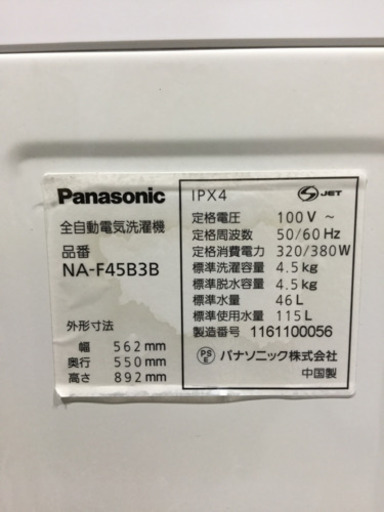 Panasonic
全自動電気洗濯機
品番
NA-F45B3B
外形寸法
幅 562mm
奥行 550mm
高さ 892mm
IPX4
S JET
定格電圧 100V ~
定格周波数 50/60Hz
定格消費電力 320/380W
標準洗濯容量 4.5kg
標準脱水容量 4.5kg
標準水量 46L
標準使用水量 115L
製造番号 1161100056
PSE パナソニック株式会社
中国製